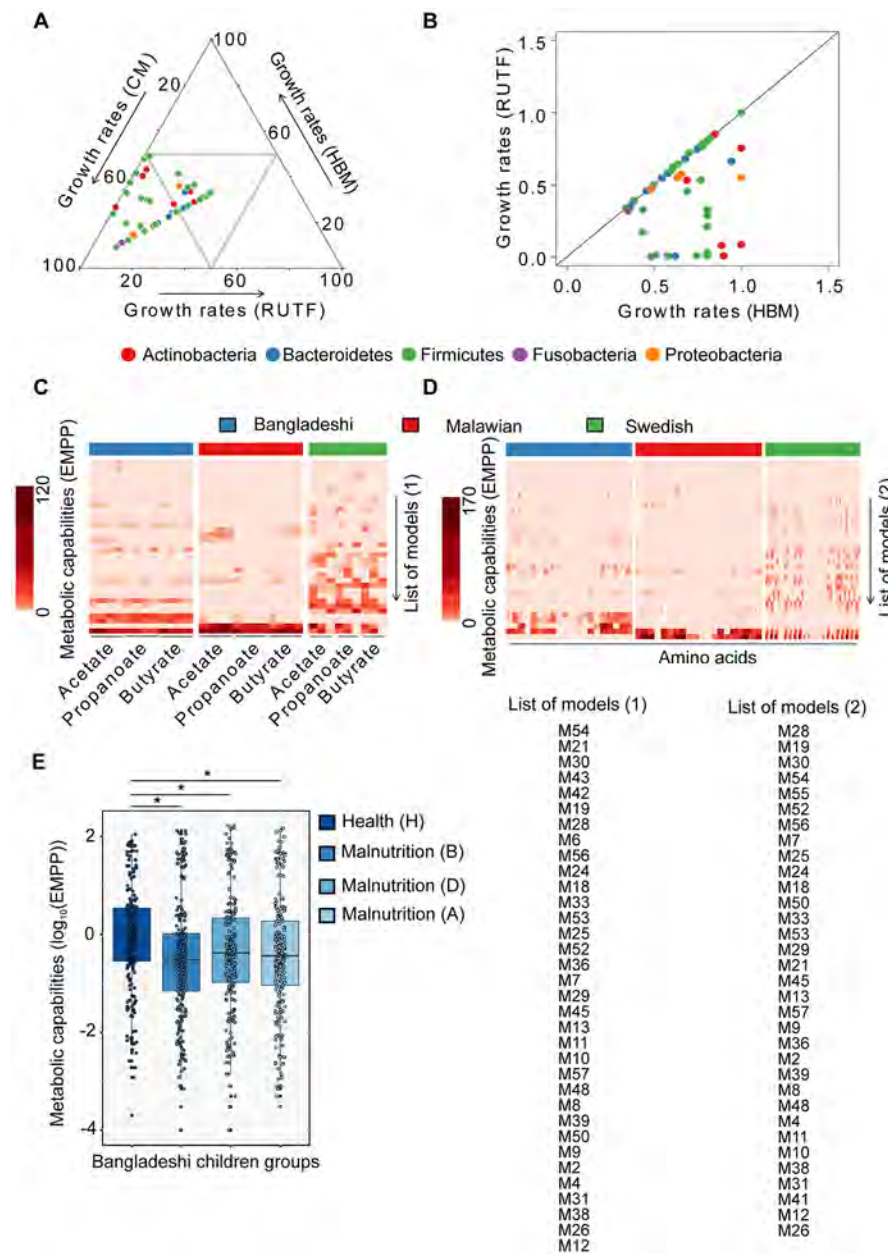 A
B
100
20
60
Growth rates (CM)
Growth rates (HBM)
60
20
100
20
60
100
Growth rates (RUTF)
1.5
1.0
0.5
0.0
Growth rates (RUTF)
0.0
0.5
1.0
1.5
Growth rates (HBM)
Actinobacteria
Bacteroidetes
Firmicutes
Fusobacteria
Proteobacteria
C
D
Bangladeshi
Malawian
Swedish
Metabolic capabilities (EMPP)
120
0
List of models (1)
Acetate
Propanoate
Butyrate
Acetate
Propanoate
Butyrate
Acetate
Propanoate
Butyrate
Metabolic capabilities (EMPP)
170
0
List of models (2)
Amino acids
E
*
*
*
Metabolic capabilities (log₁₀(EMPP))
2
0
-2
-4
Bangladeshi children groups
Health (H)
Malnutrition (B)
Malnutrition (D)
Malnutrition (A)
List of models (1)
M54
M21
M30
M43
M42
M19
M28
M6
M56
M24
M18
M33
M53
M25
M52
M36
M7
M29
M45
M13
M11
M10
M57
M48
M8
M39
M50
M9
M2
M4
M31
M38
M26
M12
List of models (2)
M28
M19
M30
M54
M55
M52
M56
M7
M25
M24
M18
M50
M33
M53
M29
M21
M45
M13
M57
M9
M36
M2
M39
M8
M48
M4
M11
M10
M38
M31
M41
M12
M26